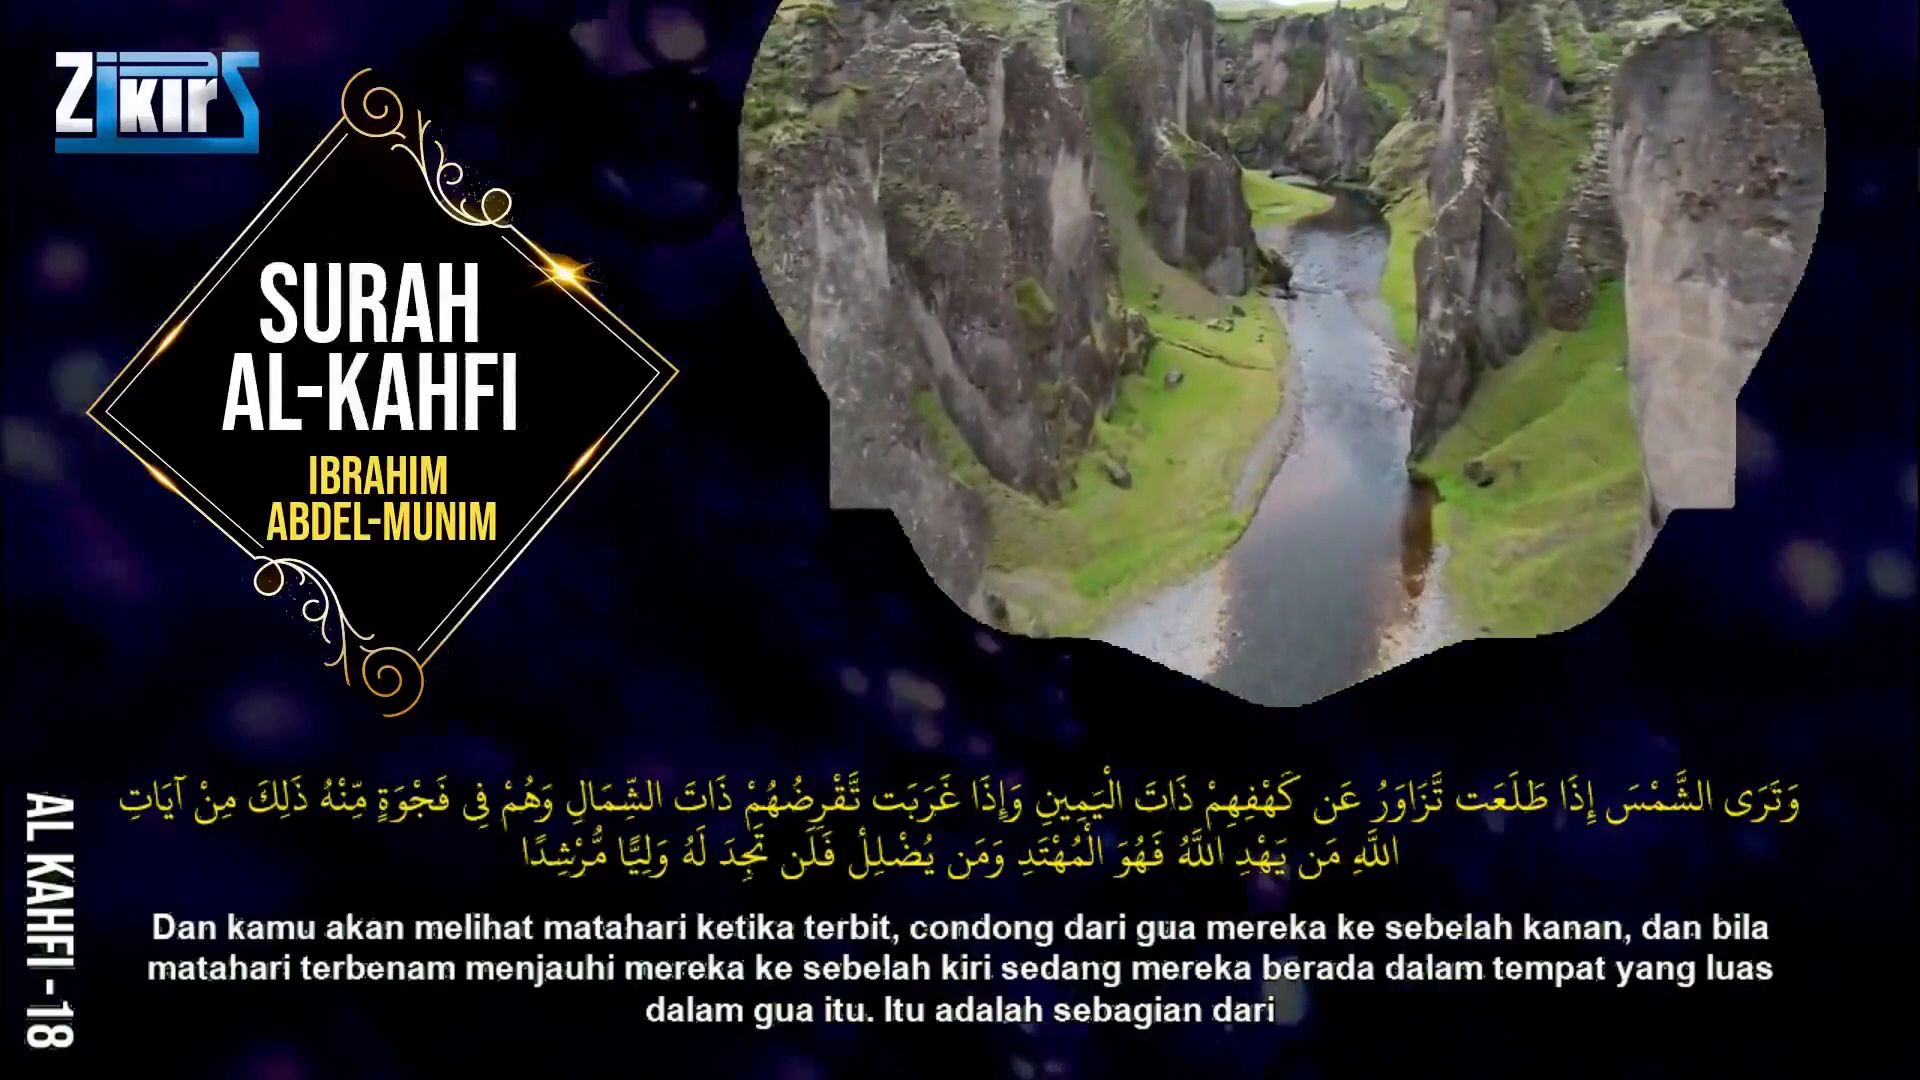 ZikirS
SURAH
AL-KAHFI
IBRAHIM
ABDEL-MUNIM
وَتَرَى الشَّمْسَ إِذَا طَلَعَت تَّزَاوَرُ عَن كَهْفِهِمْ ذَاتَ الْيَمِينِ وَإِذَا غَرَبَت تَّقْرِضُهُمْ ذَاتَ الشِّمَالِ وَهُمْ فِي فَجْوَةٍ مِّنْهُ ذَلِكَ مِنْ آيَاتِ
اللَّهِ مَن يَهْدِ اللَّهُ فَهُوَ الْمُهْتَدِ وَمَن يُضْلِلْ فَلَن تَجِدَ لَهُ وَلِيًّا مُّرْشِدًا
Dan kamu akan melihat matahari ketika terbit, condong dari gua mereka ke sebelah kanan, dan bila
matahari terbenam menjauhi mereka ke sebelah kiri sedang mereka berada dalam tempat yang luas
dalam gua itu. Itu adalah sebagian dari
AL KAHFI - 18